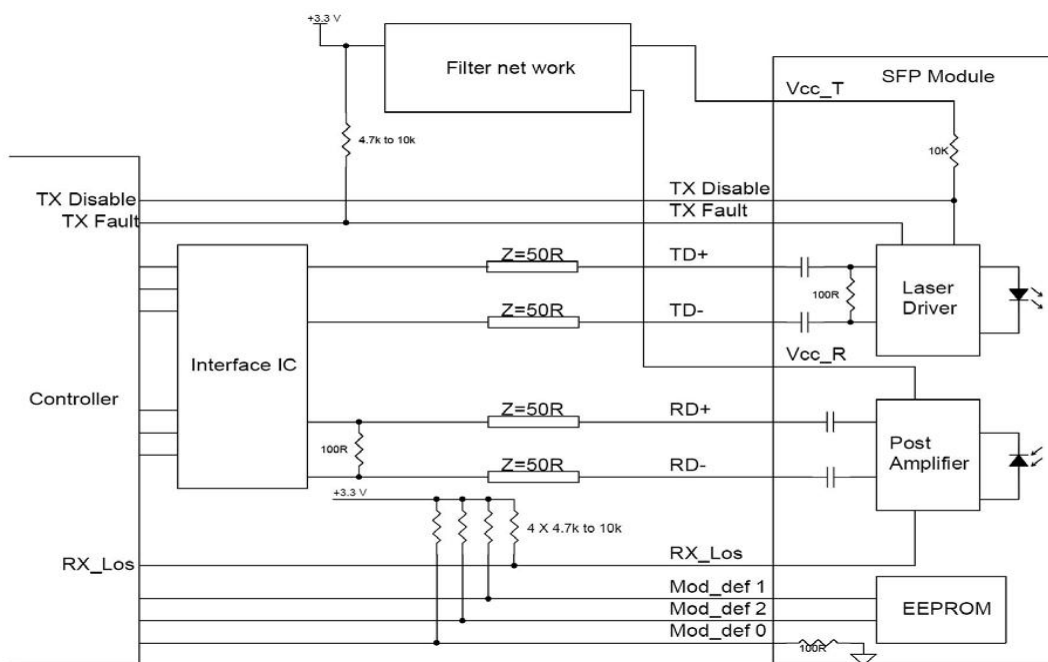 +3.3 V
Filter net work
SFP Module
Vcc_T
4.7k to 10k
10K
TX Disable
TX Disable
TX Fault
TX Fault
Z=50R
TD+
Laser
Driver
100R
Z=50R
TD-
Interface IC
Vcc_R
Controller
Z=50R
RD+
Post
Amplifier
100R
Z=50R
RD-
+3.3 V
4 X 4.7k to 10k
RX_Los
RX_Los
Mod_def 1
Mod_def 2
EEPROM
Mod_def 0
100R